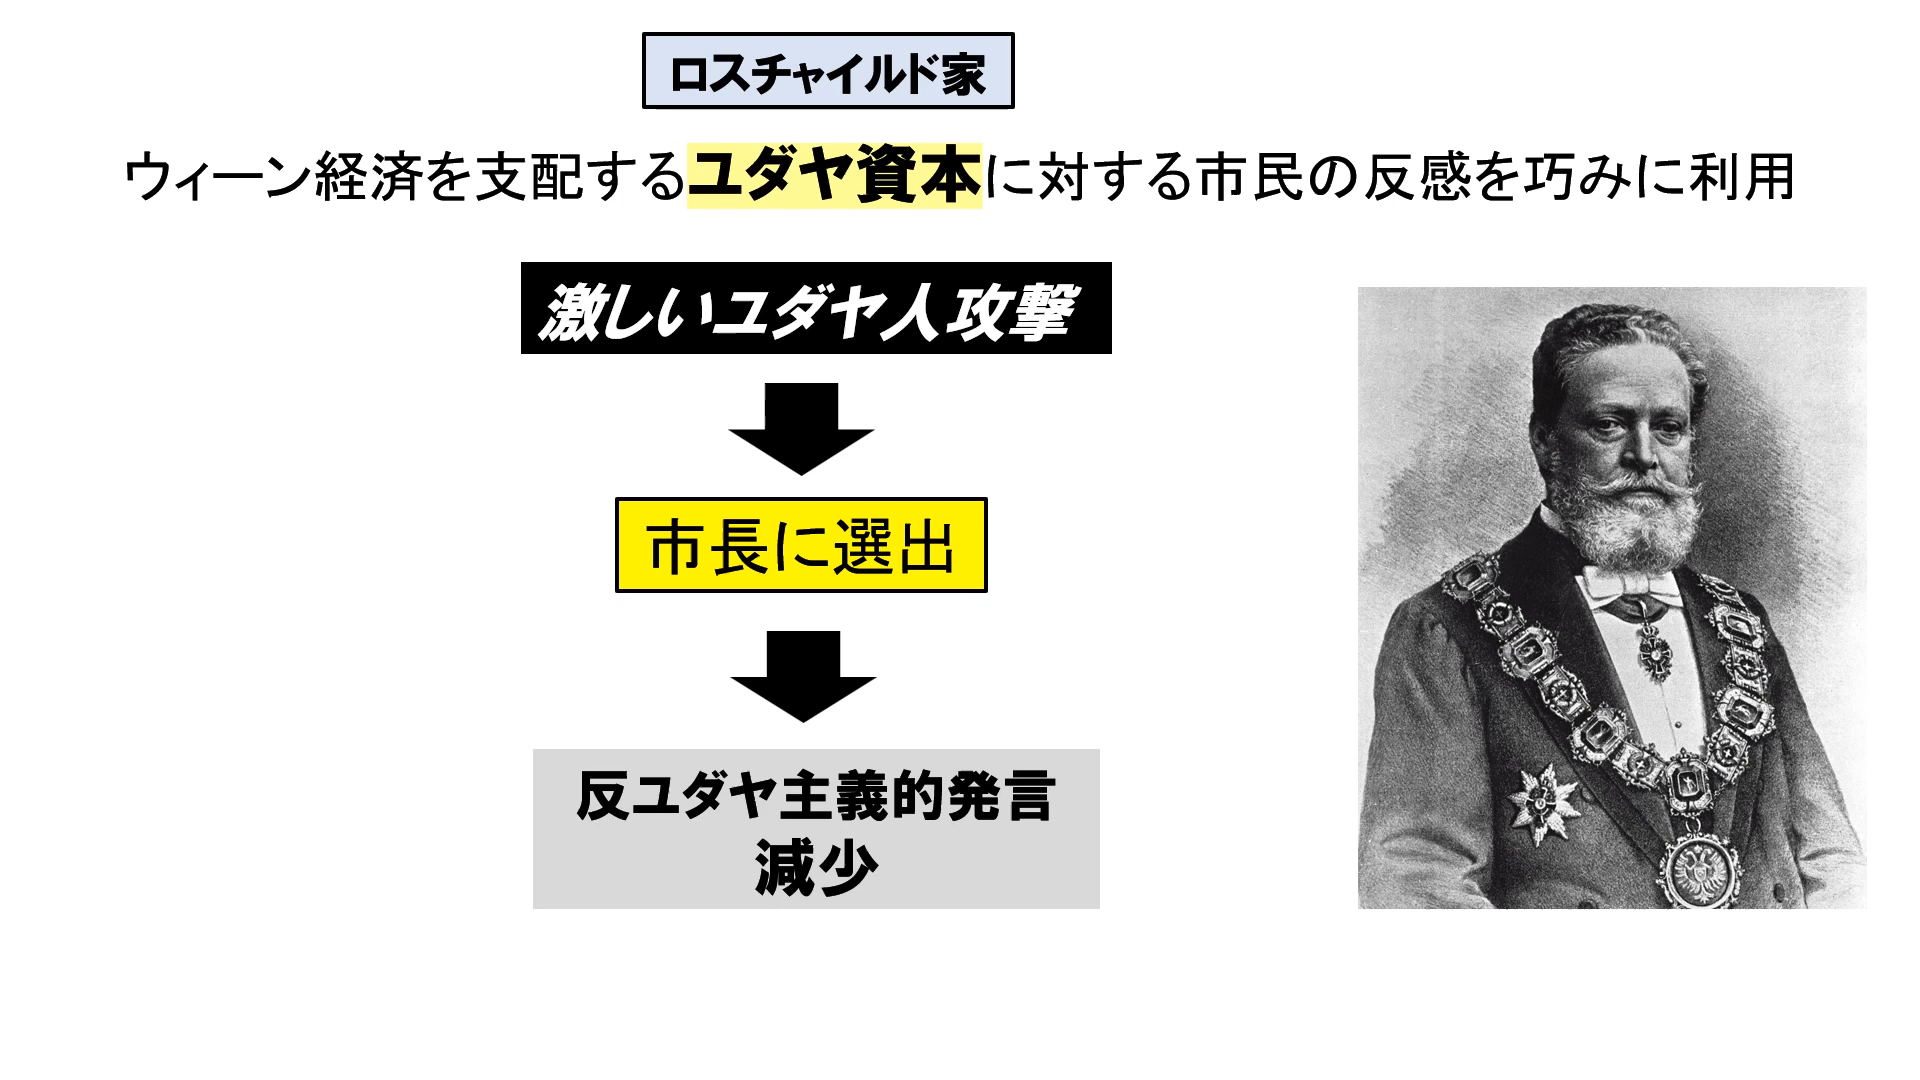 ロスチャイルド家
ウィーン経済を支配するユダヤ資本に対する市民の反感を巧みに利用
激しいユダヤ人攻撃
市長に選出
反ユダヤ主義的発言
減少